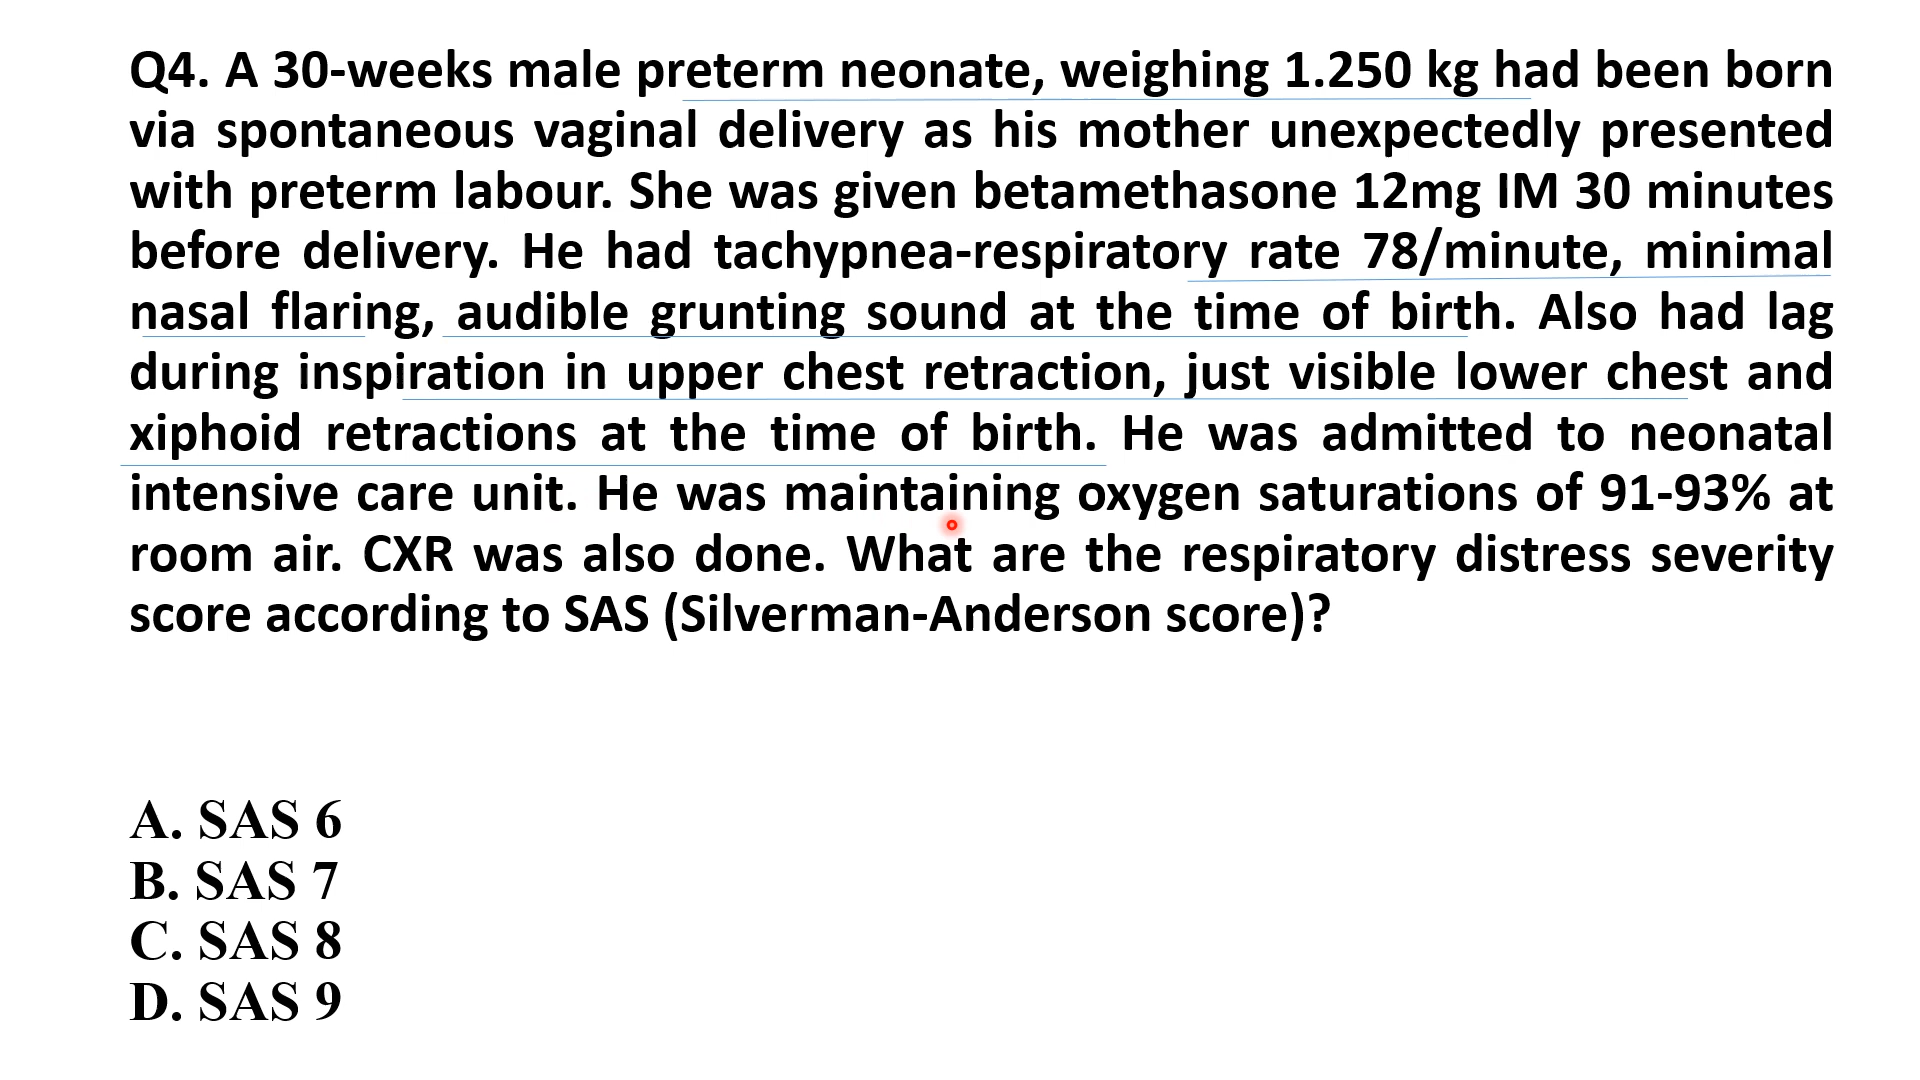 Q4. A 30-weeks male preterm neonate, weighing 1.250 kg had been born
via spontaneous vaginal delivery as his mother unexpectedly presented
with preterm labour. She was given betamethasone 12mg IM 30 minutes
before delivery. He had tachypnea-respiratory rate 78/minute, minimal
nasal flaring, audible grunting sound at the time of birth. Also had lag
during inspiration in upper chest retraction, just visible lower chest and
xiphoid retractions at the time of birth. He was admitted to neonatal
intensive care unit. He was maintaining oxygen saturations of 91-93% at
room air. CXR was also done. What are the respiratory distress severity
score according to SAS (Silverman-Anderson score)?
A. SAS 6
B. SAS 7
C. SAS 8
D. SAS 9